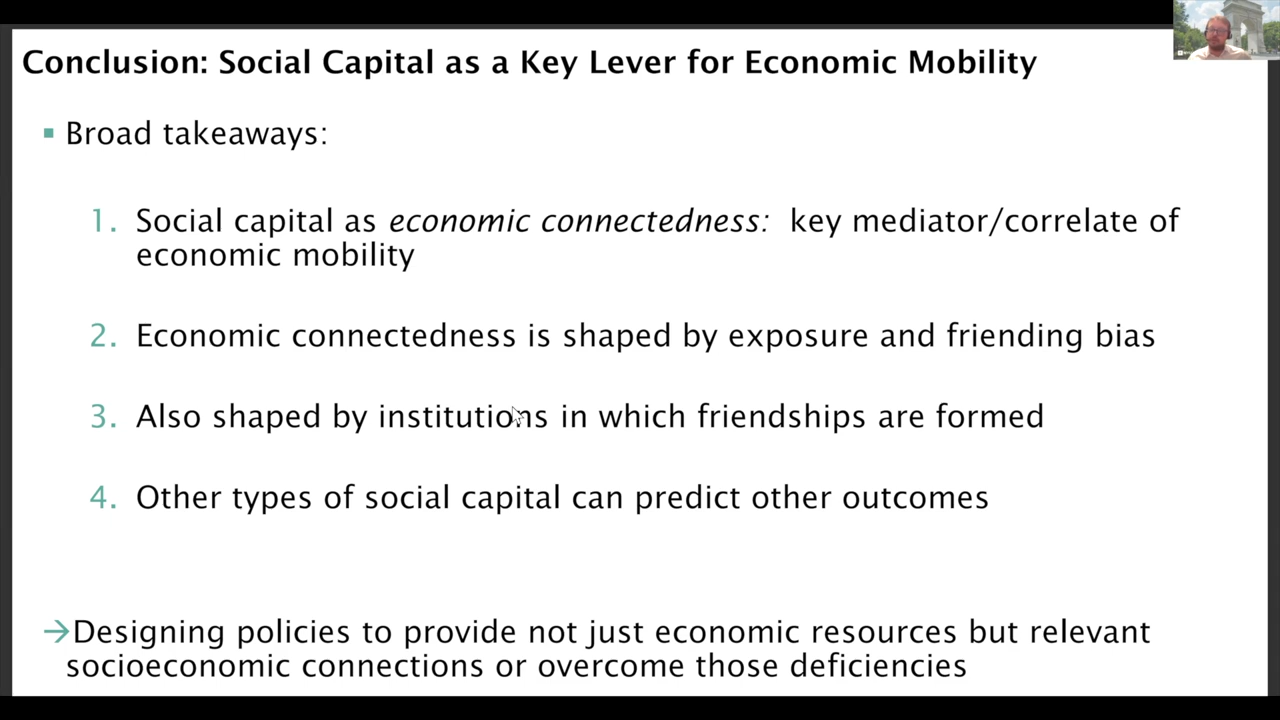 Conclusion: Social Capital as a Key Lever for Economic Mobility
▪ Broad takeaways:
1. Social capital as economic connectedness: key mediator/correlate of
economic mobility
2. Economic connectedness is shaped by exposure and friending bias
3. Also shaped by institutions in which friendships are formed
4. Other types of social capital can predict other outcomes
→Designing policies to provide not just economic resources but relevant
socioeconomic connections or overcome those deficiencies